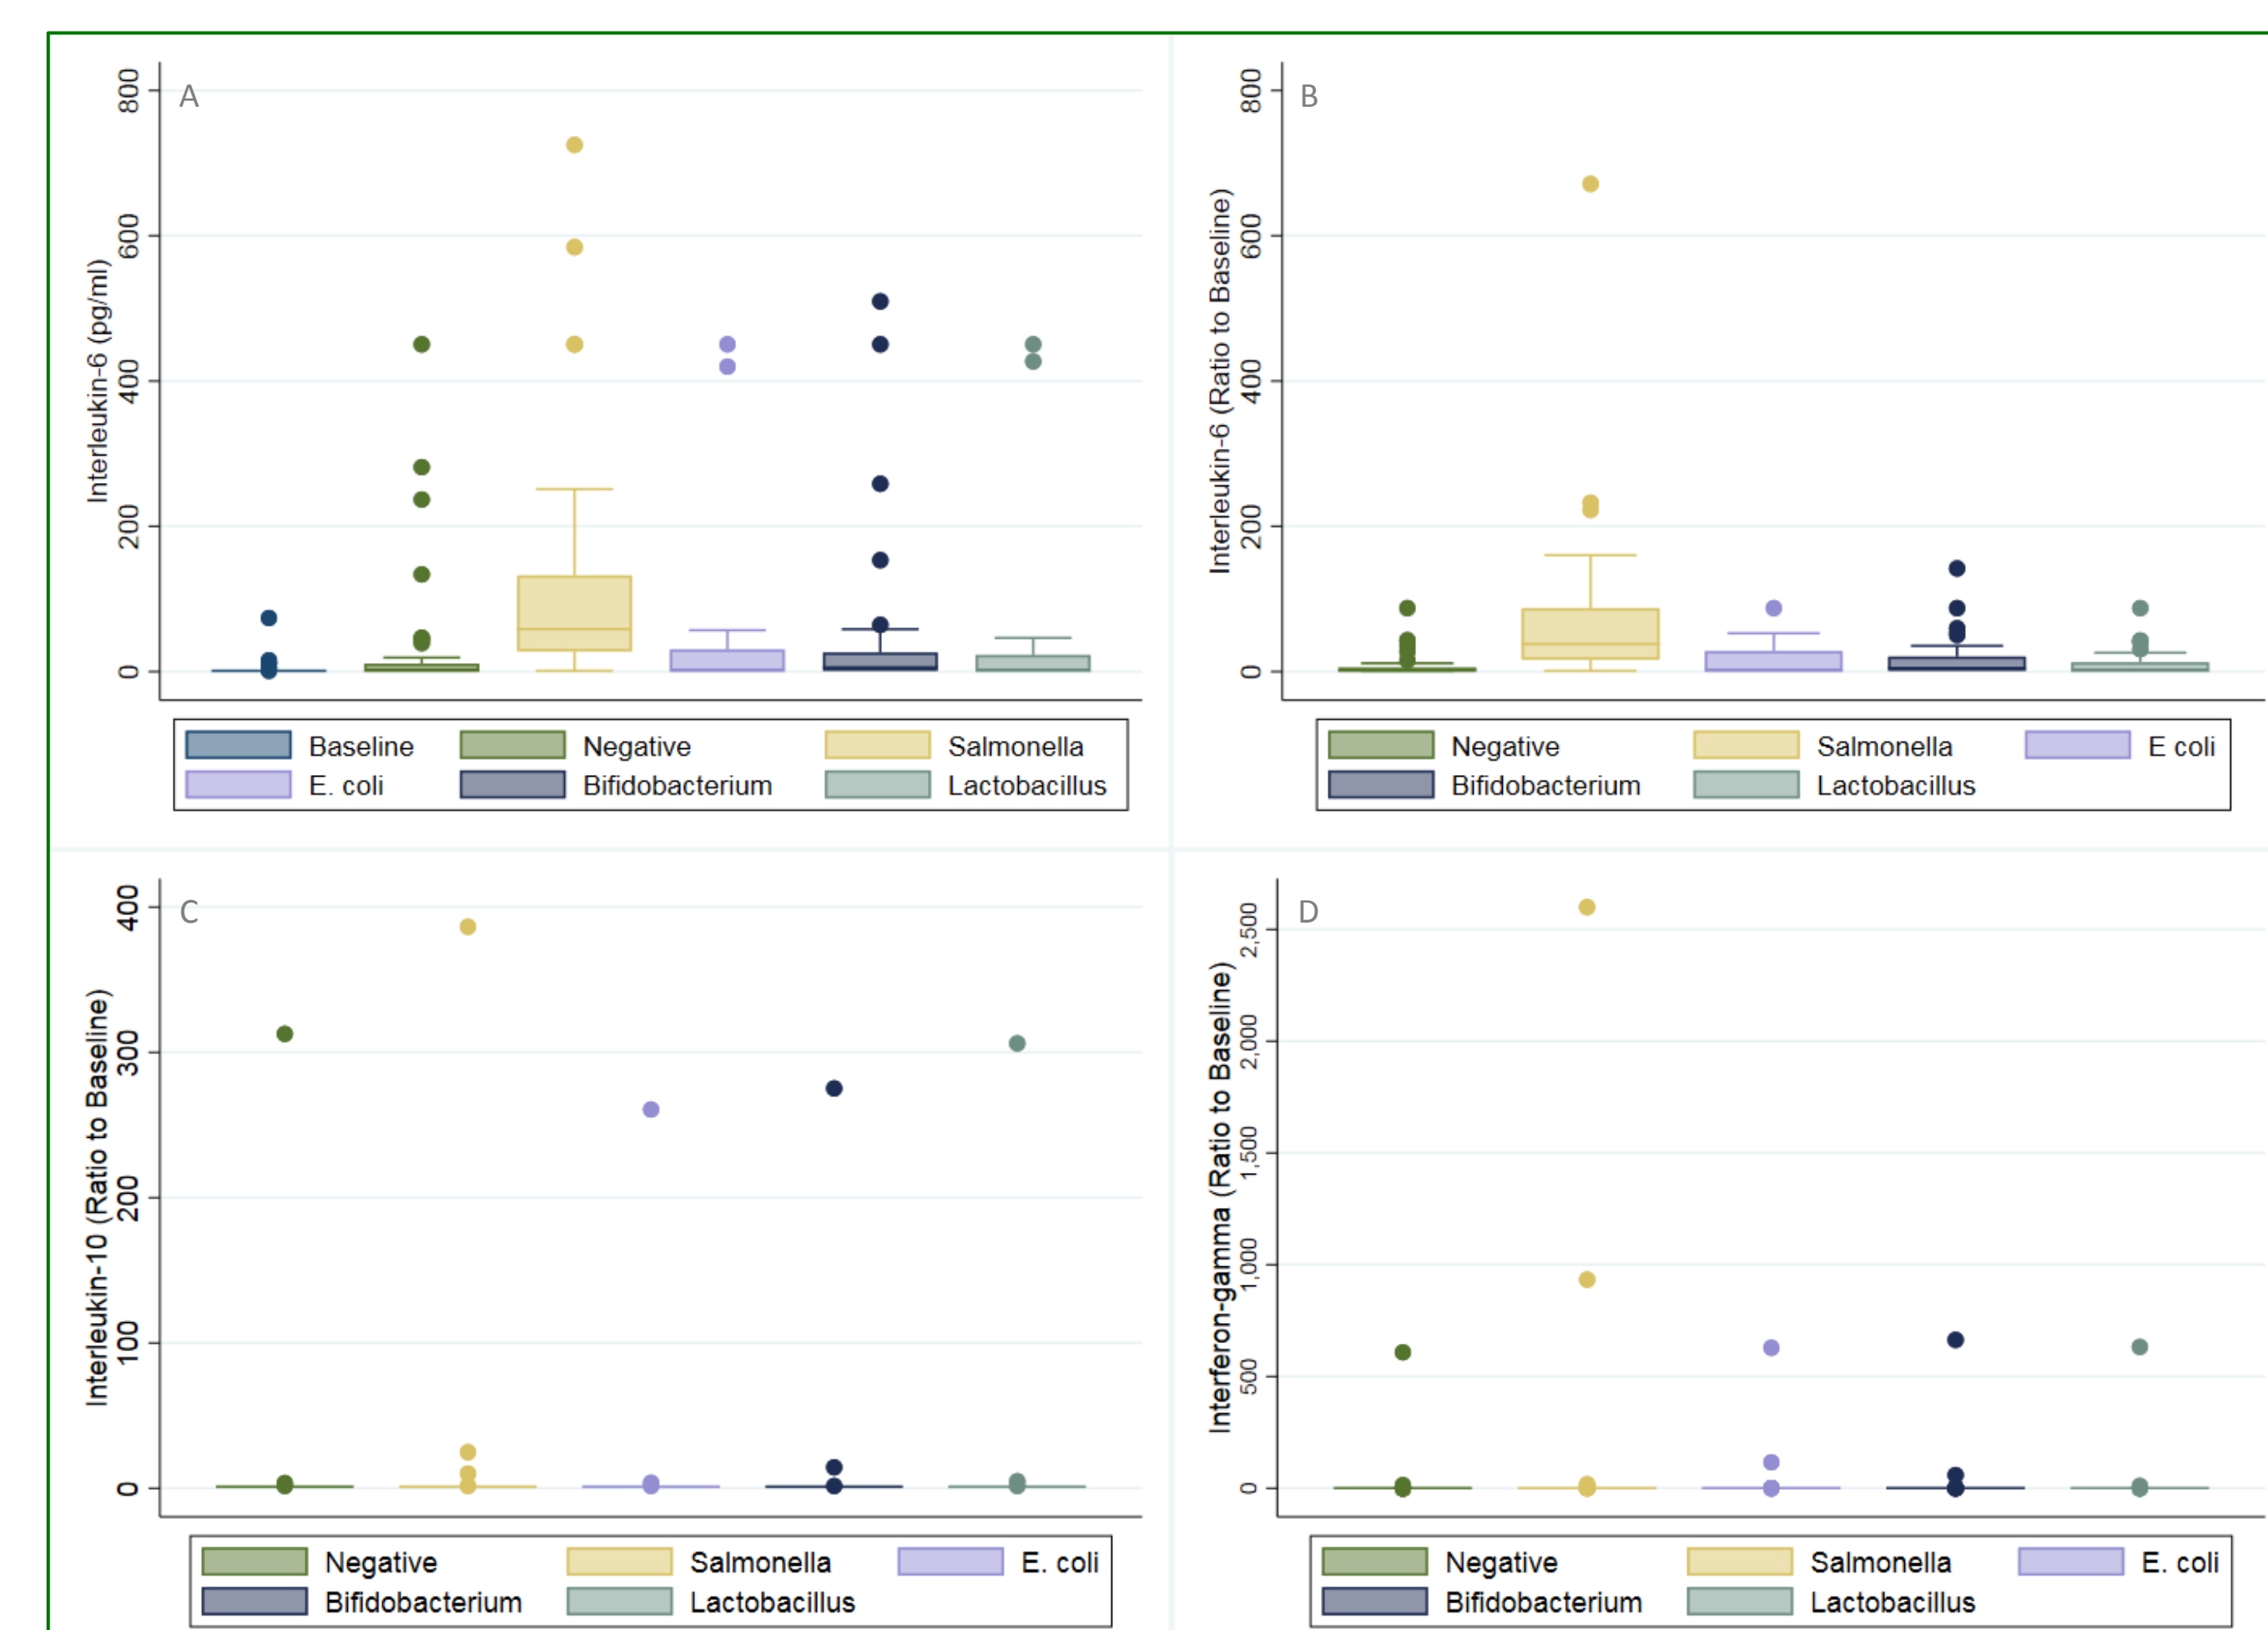 A
Interleukin-6 (pg/ml)
800
600
400
200
0
Baseline Negative Salmonella
E. coli Bifidobacterium Lactobacillus
B
Interleukin-6 (Ratio to Baseline)
800
600
400
200
0
Negative Salmonella E coli
Bifidobacterium Lactobacillus
C
Interleukin-10 (Ratio to Baseline)
400
300
200
100
0
Negative Salmonella E. coli
Bifidobacterium Lactobacillus
D
Interferon-gamma (Ratio to Baseline)
2,500
2,000
1,500
1,000
500
0
Negative Salmonella E. coli
Bifidobacterium Lactobacillus